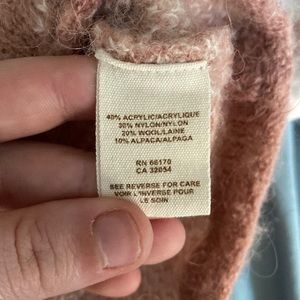 40% ACRYLIC/ACRYLIQUE
30% NYLON/NYLON
20% WOOL/LAINE
10% ALPACA/ALPAGA
RN 66170
CA 32054
SEE REVERSE FOR CARE
VOIR L'INVERSE POUR
LE SOIN